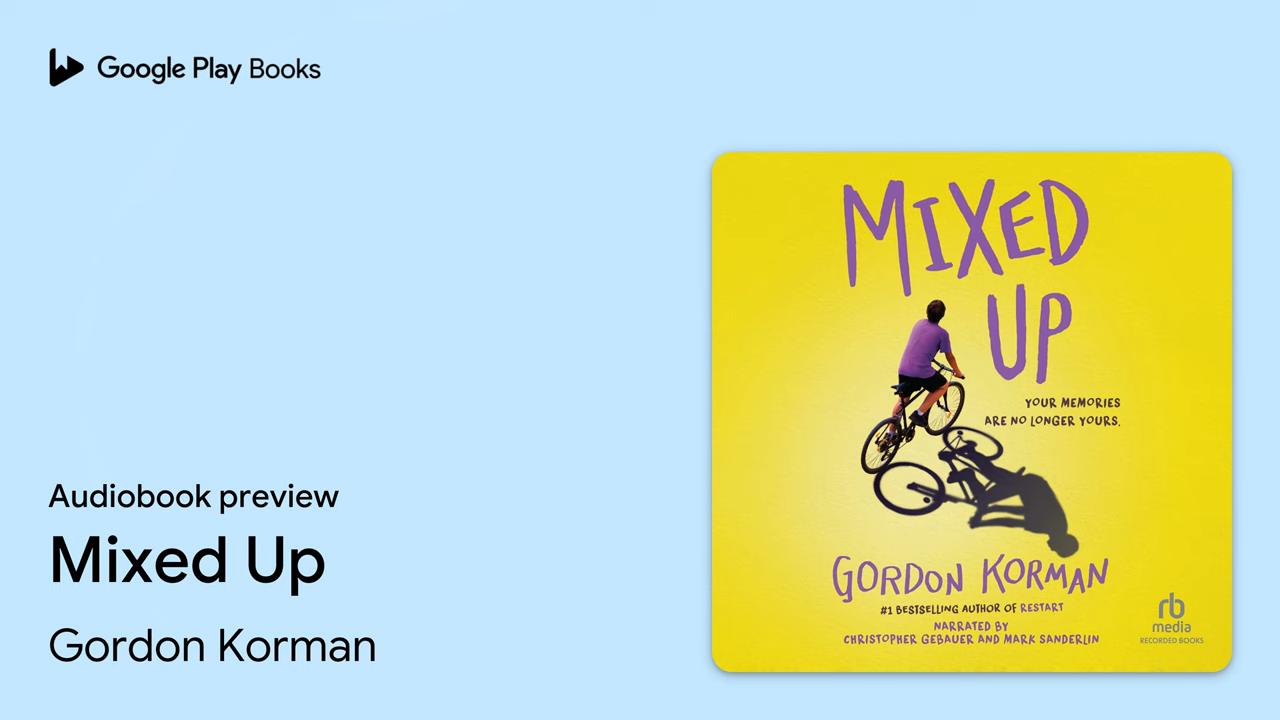 Google Play Books
Audiobook preview
Mixed Up
Gordon Korman
MIXED
UP
YOUR MEMORIES
ARE NO LONGER YOURS.
GORDON KORMAN
#1 BESTSELLING AUTHOR OF RESTART
NARRATED BY
CHRISTOPHER GEBAUER AND MARK SANDERLIN
rb
media
RECORDED BOOKS